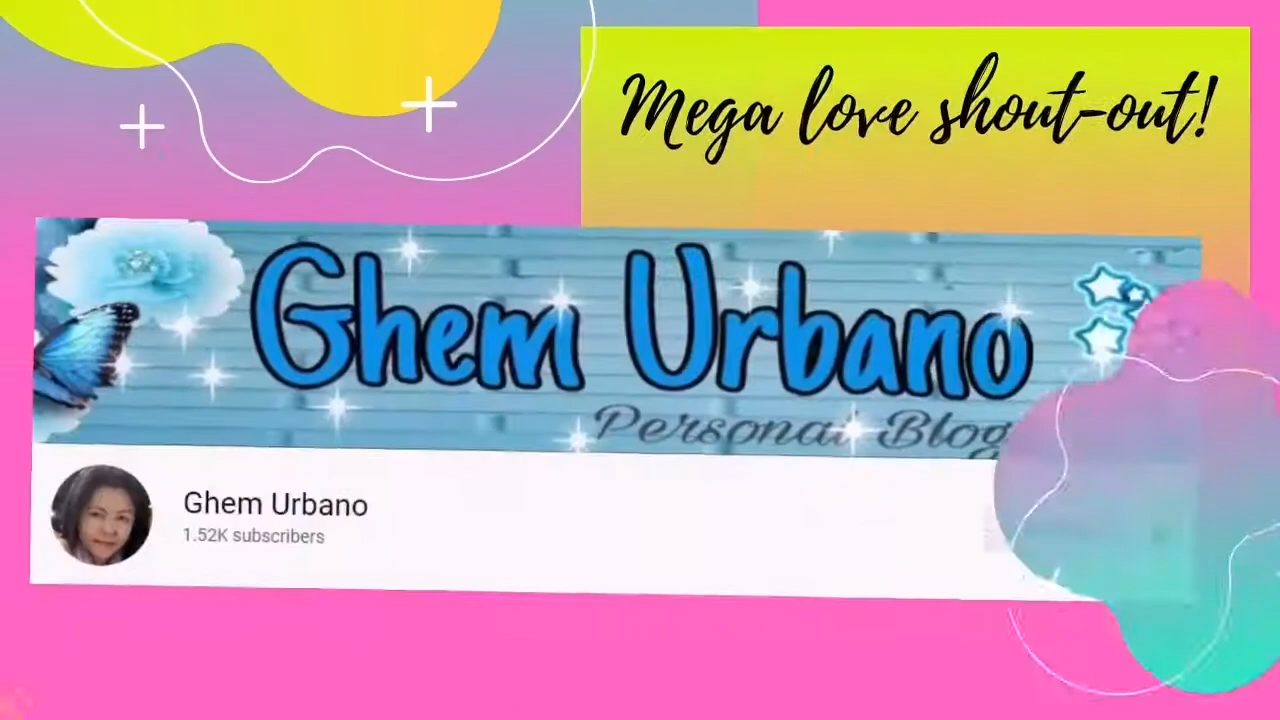 Mega love shout-out!
Ghem Urbano
Personal Blog
Ghem Urbano
1.52K subscribers